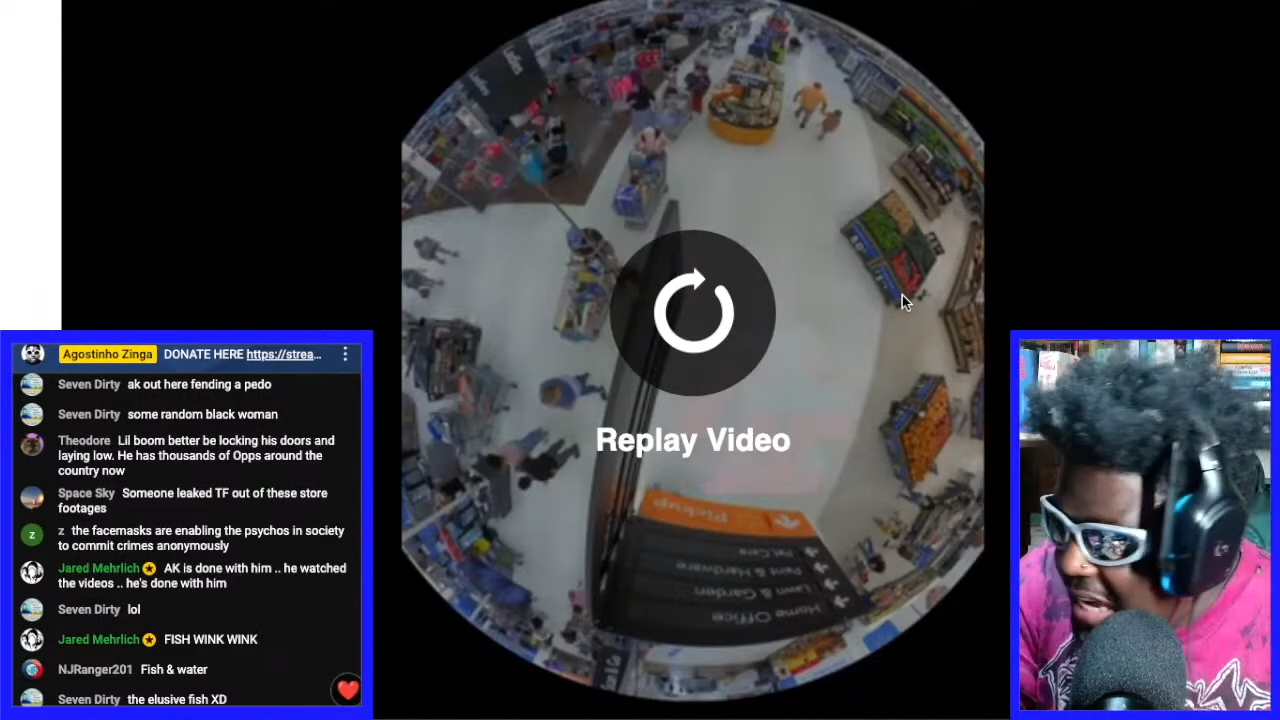 Ladies
Replay Video
Pickup
Pet Care
Paint & Hardware
Lawn & Garden
Home Office
Agostinho Zinga DONATE HERE https://strea...
Seven Dirty ak out here fending a pedo
Seven Dirty some random black woman
Theodore Lil boom better be locking his doors and
laying low. He has thousands of Opps around the
country now
Space Sky Someone leaked TF out of these store
footages
z z the facemasks are enabling the psychos in society
to commit crimes anonymously
Jared Mehrlich AK is done with him .. he watched
the videos .. he's done with him
Seven Dirty lol
Jared Mehrlich FISH WINK WINK
NJRanger201 Fish & water
Seven Dirty the elusive fish XD